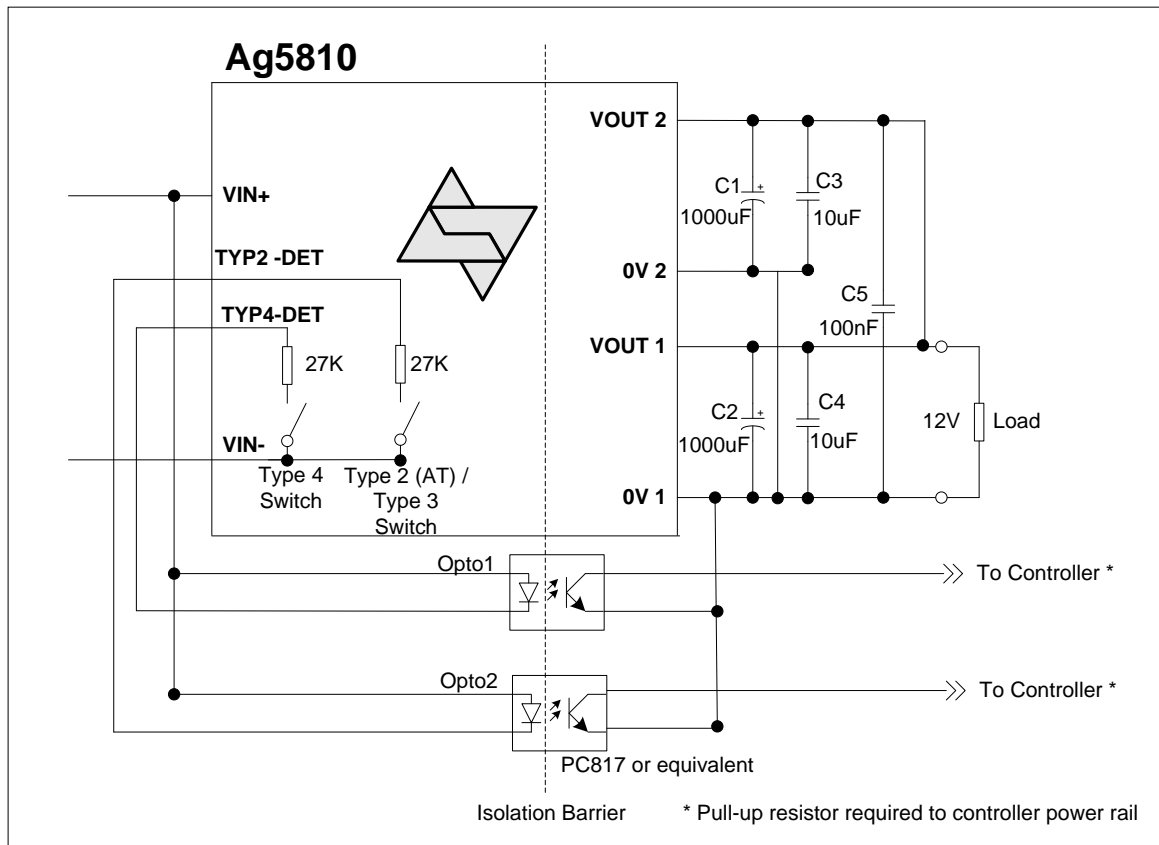 Ag5810
VOUT 2
VIN+
C1
1000uF
C3
10uF
TYP2 -DET
0V 2
C5
100nF
TYP4-DET
VOUT 1
27K
27K
C2
1000uF
C4
10uF
12V
Load
VIN-
Type 4
Switch
Type 2 (AT) /
Type 3
Switch
0V 1
Opto1
To Controller *
Opto2
To Controller *
PC817 or equivalent
Isolation Barrier
* Pull-up resistor required to controller power rail